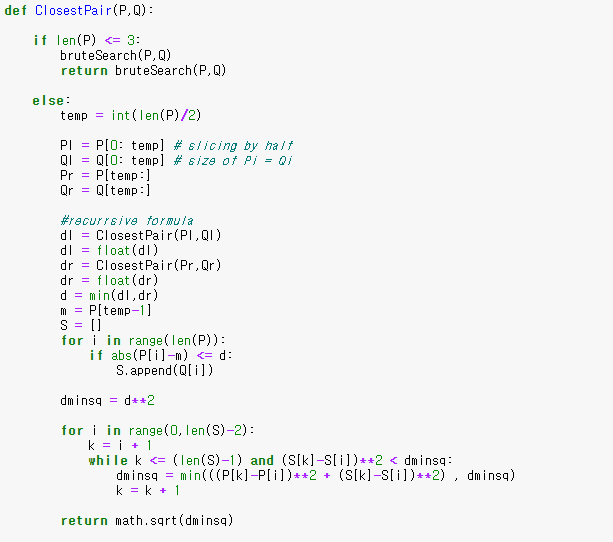 def ClosestPair(P,Q):
if len(P) <= 3:
bruteSearch(P,Q)
return bruteSearch(P,Q)
else:
temp = int(len(P)/2)
Pl = P[0: temp] # slicing by half
Ql = Q[0: temp] # size of Pi = Qi
Pr = P[temp:]
Qr = Q[temp:]
#recurrsive formula
dl = ClosestPair(Pl,Ql)
dl = float(dl)
dr = ClosestPair(Pr,Qr)
dr = float(dr)
d = min(dl,dr)
m = P[temp-1]
S = []
for i in range(len(P)):
if abs(P[i]-m) <= d:
S.append(Q[i])
dminsq = d**2
for i in range(0,len(S)-2):
k = i + 1
while k <= (len(S)-1) and (S[k]-S[i])**2 < dminsq:
dminsq = min(((P[k]-P[i])**2 + (S[k]-S[i])**2) , dminsq)
k = k + 1
return math.sqrt(dminsq)